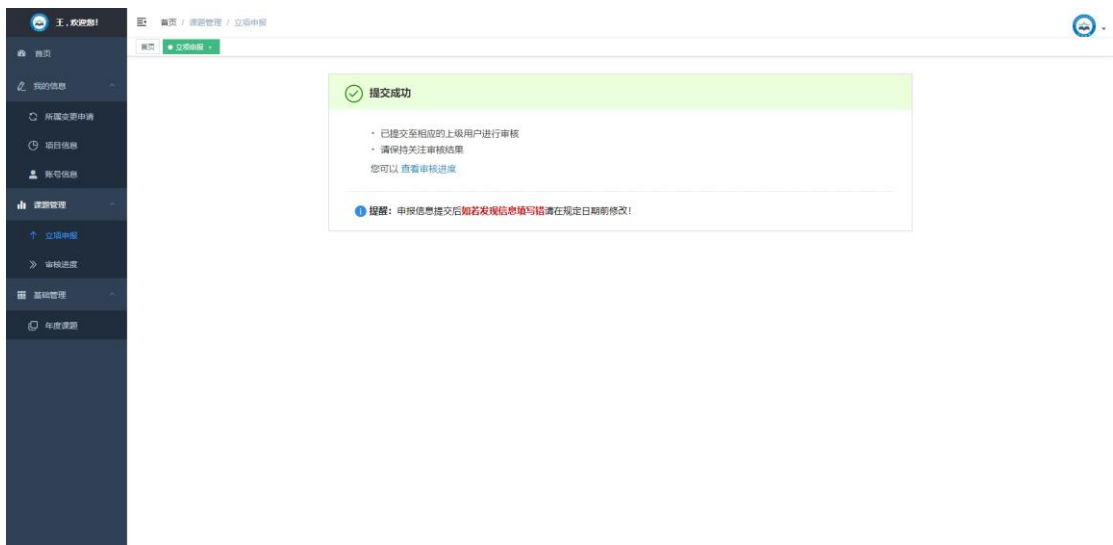 王,欢迎您!
首页 / 课题管理 / 立项申报
首页
立项申报 ×
首页
我的信息
所属变更申请
项目信息
账号信息
课题管理
立项申报
审核进度
基础管理
年度课题
提交成功
· 已提交至相应的上级用户进行审核
· 请保持关注审核结果
您可以 查看审核进度
提醒:申报信息提交后如若发现信息填写错请在规定日期前修改!